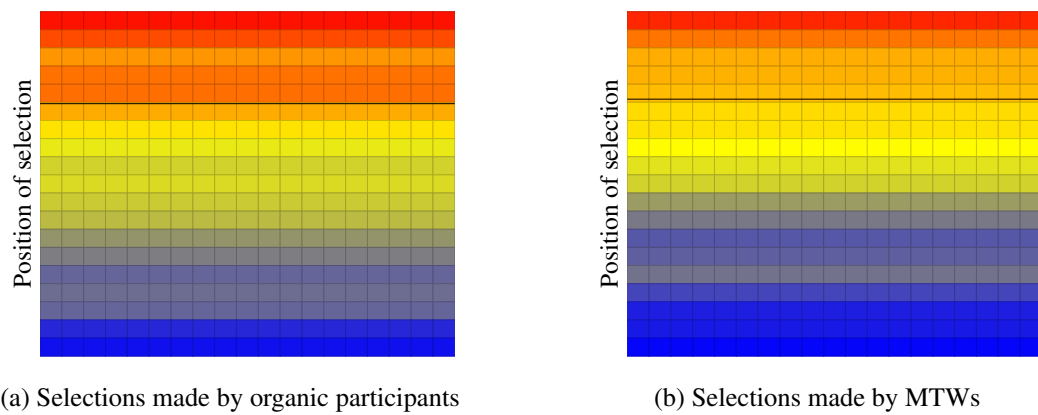 Position of selection
Position of selection
(a) Selections made by organic participants
(b) Selections made by MTWs